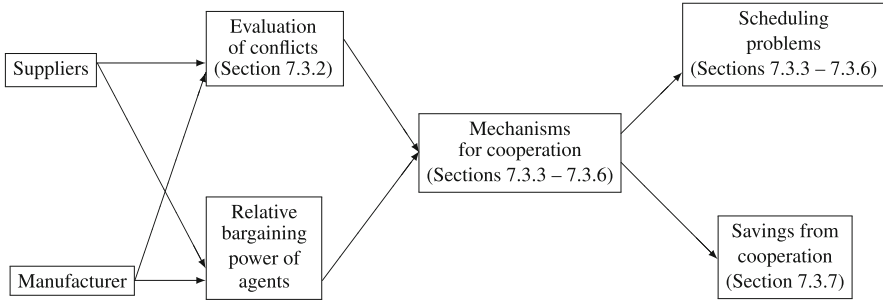 Suppliers
Manufacturer
Evaluation
of conflicts
(Section 7.3.2)
Relative
bargaining
power of
agents
Mechanisms
for cooperation
(Sections 7.3.3 – 7.3.6)
Scheduling
problems
(Sections 7.3.3 – 7.3.6)
Savings from
cooperation
(Section 7.3.7)